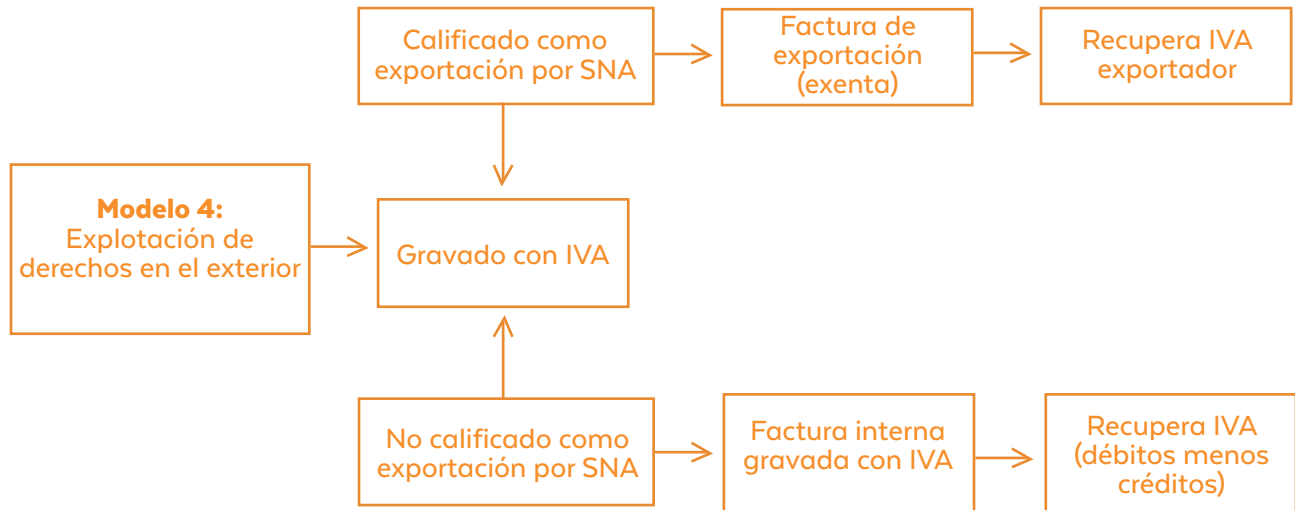 Calificado como
exportación por SNA
Factura de
exportación
(exenta)
Recupera IVA
exportador
Modelo 4:
Explotación de
derechos en el exterior
Gravado con IVA
No calificado como
exportación por SNA
Factura interna
gravada con IVA
Recupera IVA
(débitos menos
créditos)